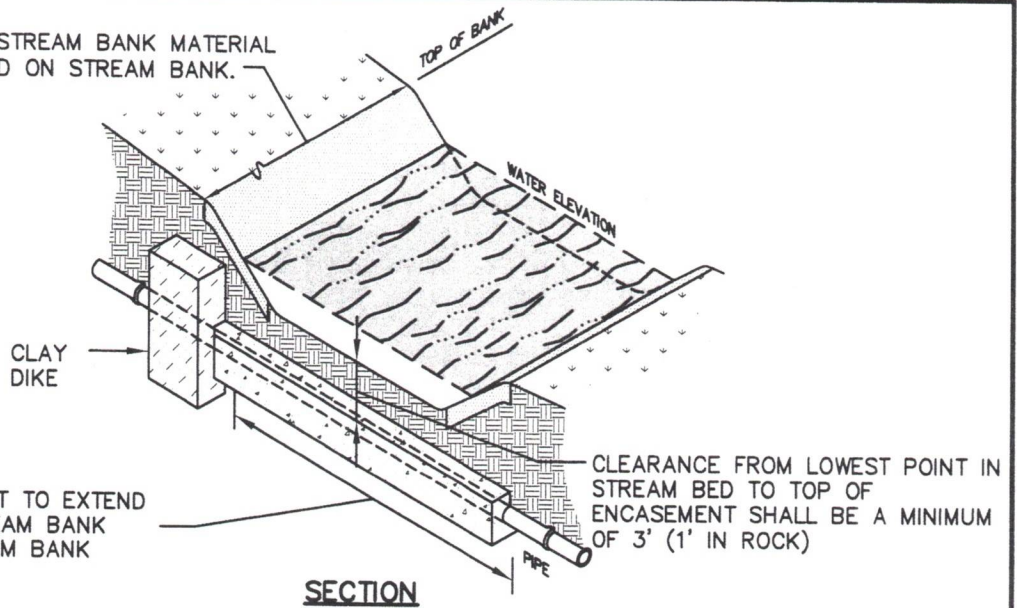 STREAM BANK MATERIAL
D ON STREAM BANK.
TOP OF BANK
WATER ELEVATION
CLAY
DIKE
T TO EXTEND
AM BANK
M BANK
CLEARANCE FROM LOWEST POINT IN
STREAM BED TO TOP OF
ENCASEMENT SHALL BE A MINIMUM
OF 3' (1' IN ROCK)
PIPE
SECTION